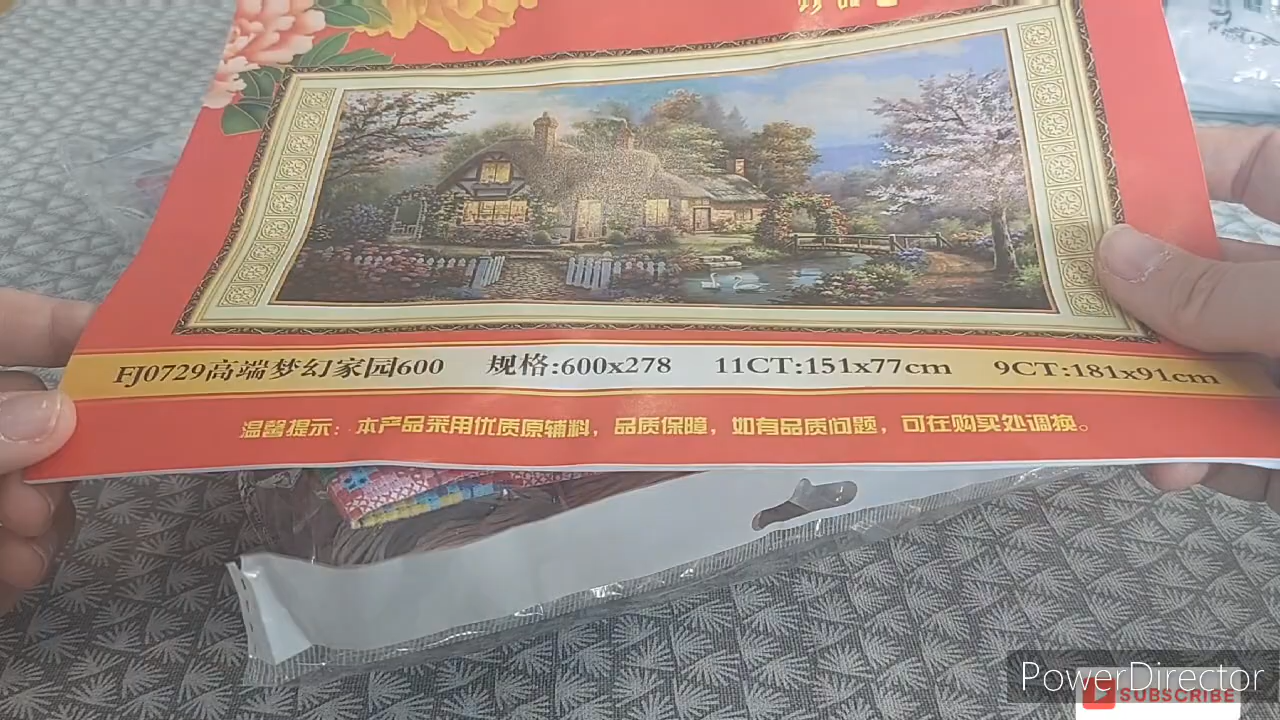 FJ0729高端梦幻家园600 规格:600x278 11CT:151x77cm 9CT:181x91cm
温馨提示：本产品采用优质原辅料，品质保障，如有品质问题，可在购买处调换。
PowerDirector
SUBSCRIBE